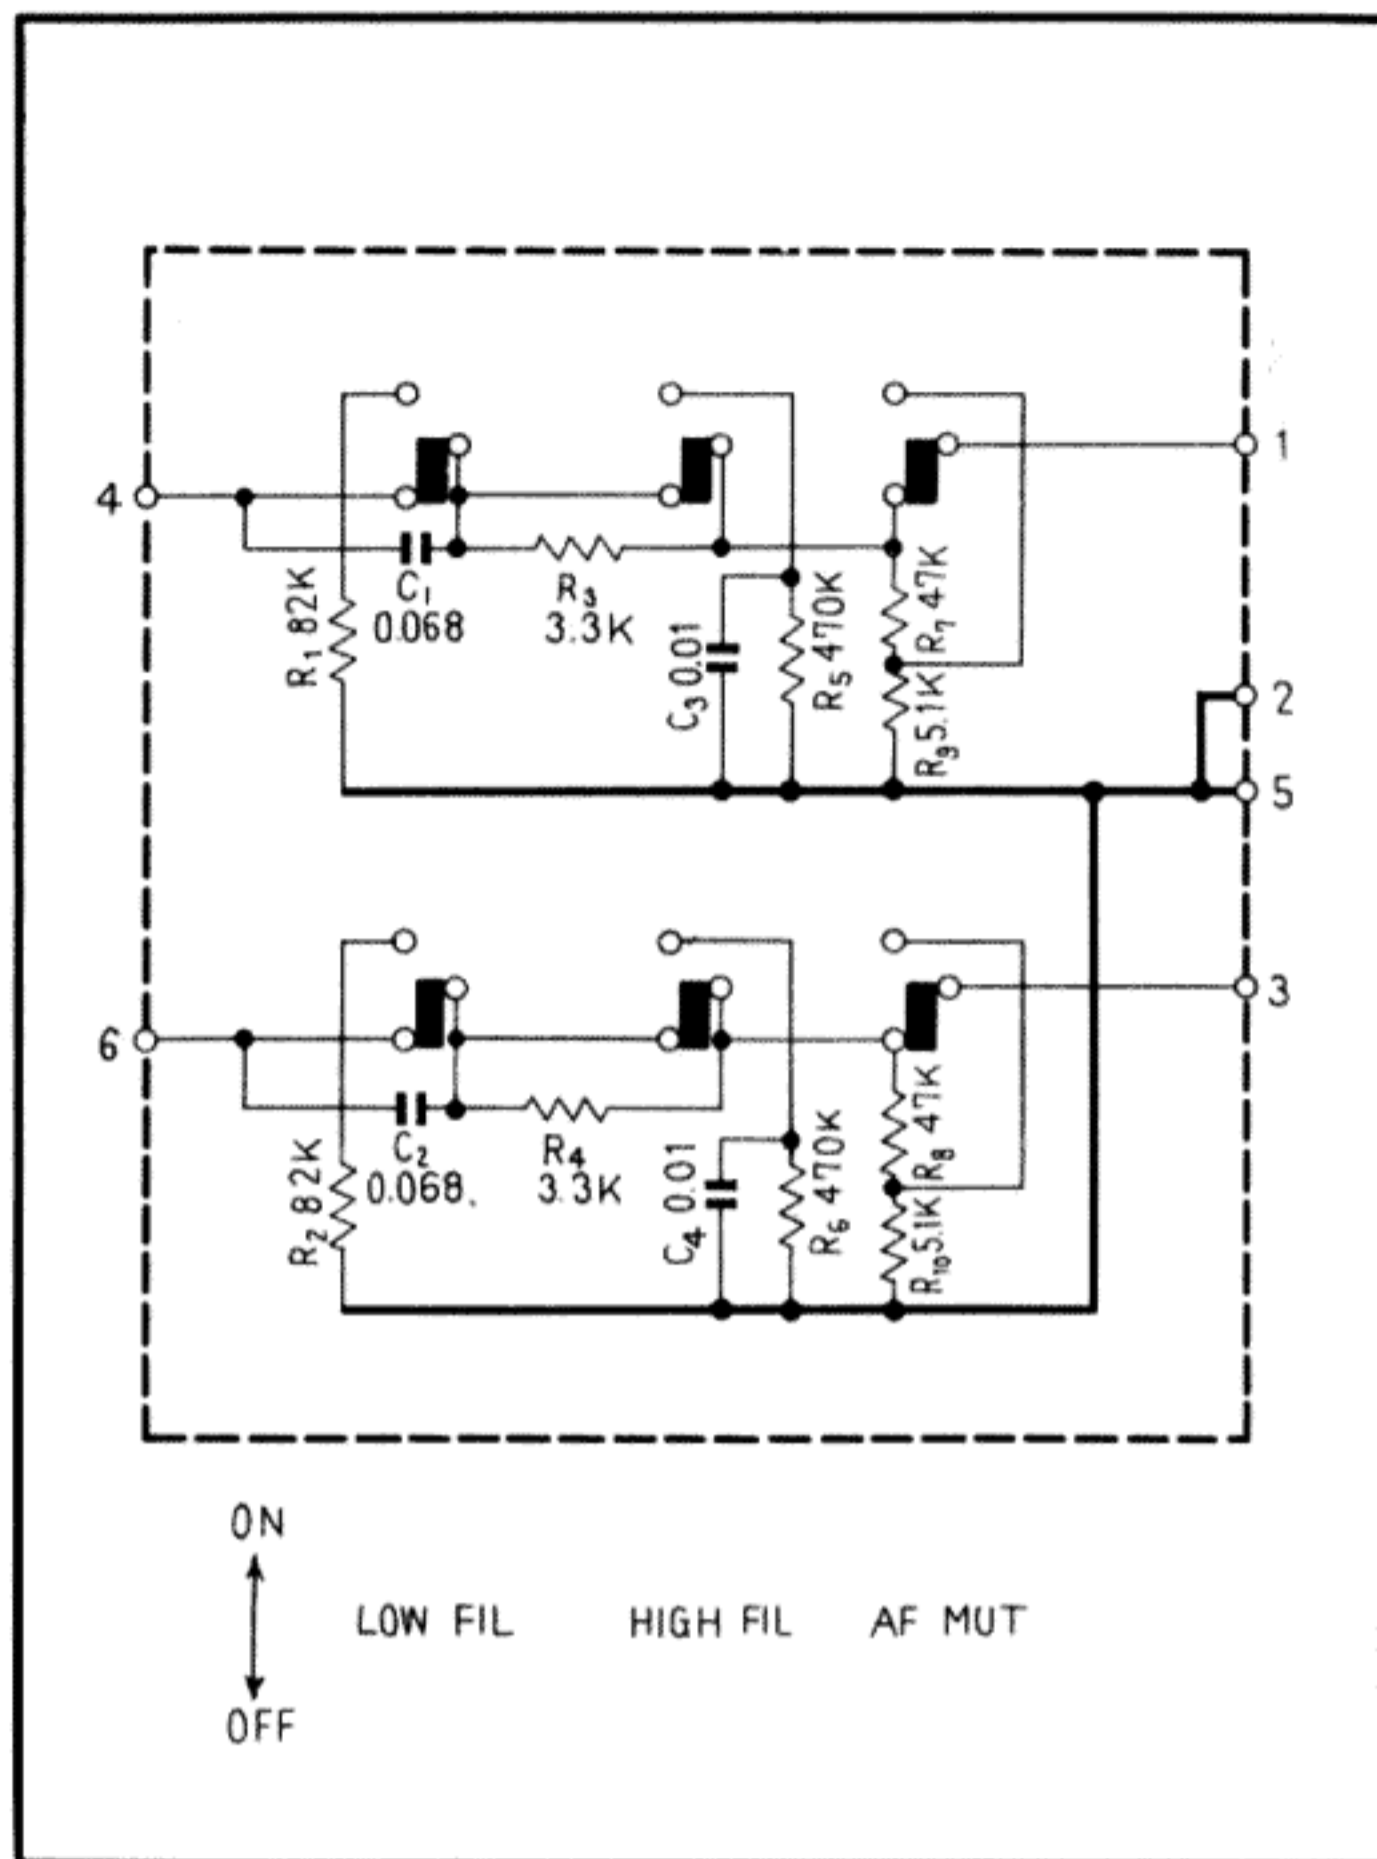 1
4
C1
0.068
R3
3.3K
R1 82K
C3 0.01
R5 470K
R7 47K
R9 5.1K
2
5
3
6
C2
0.068
R4
3.3K
R2 82K
C4 0.01
R6 470K
R8 47K
R10 5.1K
ON
LOW FIL HIGH FIL AF MUT
OFF